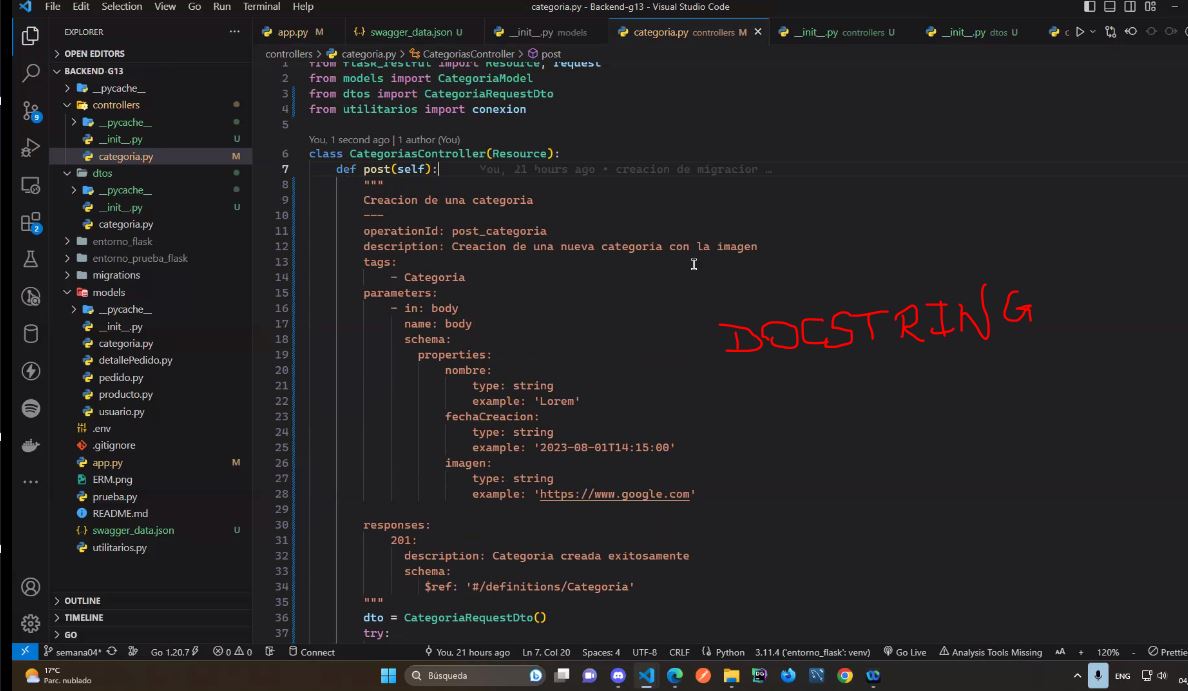 File Edit Selection View Go Run Terminal Help
categoria.py - Backend-g13 - Visual Studio Code
EXPLORER ...
app.py M
swagger_data.json U
__init__.py models
categoria.py controllers M
__init__.py controllers U
__init__.py dtos U
controllers > categoria.py > CategoriasController > post
OPEN EDITORS
BACKEND-G13
__pycache__
controllers
__pycache__
__init__.py U
categoria.py M
dtos
__pycache__
__init__.py U
categoria.py
entorno_flask
entorno_prueba_flask
migrations
models
__pycache__
__init__.py
categoria.py
detallePedido.py
pedido.py
producto.py
usuario.py
.env
.gitignore
app.py M
ERM.png
prueba.py
README.md
swagger_data.json U
utilitarios.py
OUTLINE
TIMELINE
GO
1 from flask_restful import Resource, request
2 from models import CategoriaModel
3 from dtos import CategoriaRequestDto
4 from utilitarios import conexion
5
You, 1 second ago | 1 author (You)
6 class CategoriasController(Resource):
7 def post(self): You, 21 hours ago • creacion de migracion …
8 """
9 Creacion de una categoria
10 ---
11 operationId: post_categoria
12 description: Creacion de una nueva categoria con la imagen
13 tags:
14 - Categoria
15 parameters:
16 - in: body
17 name: body
18 schema:
19 properties:
20 nombre:
21 type: string
22 example: 'Lorem'
23 fechaCreacion:
24 type: string
25 example: '2023-08-01T14:15:00'
26 imagen:
27 type: string
28 example: 'https://www.google.com'
29
30 responses:
31 201:
32 description: Categoria creada exitosamente
33 schema:
34 $ref: '#/definitions/Categoria'
35 """
36 dto = CategoriaRequestDto()
37 try:
DOCSTRING
semana04* Go 1.20.7 0 0 Connect You, 21 hours ago Ln 7, Col 20 Spaces: 4 UTF-8 CRLF Python 3.11.4 ('entorno_flask': venv) Go Live Analysis Tools Missing 120% Prettie
17°C
Parc. nublado
Búsqueda
ENG